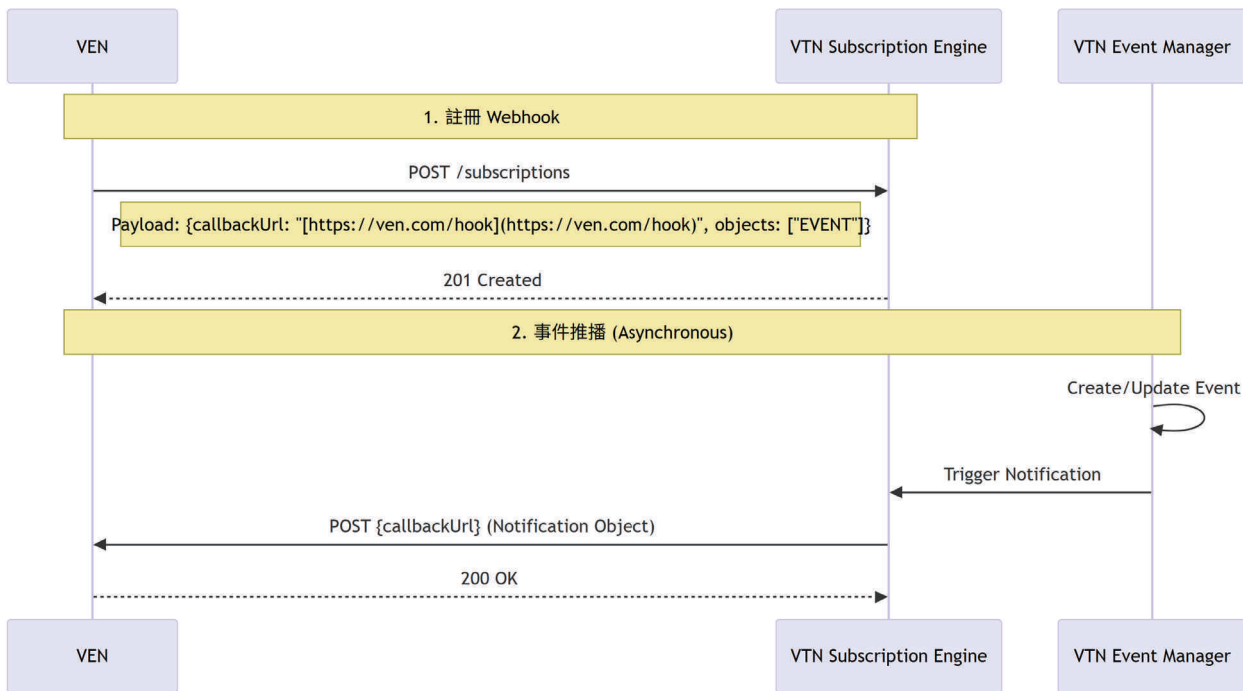 VEN
VTN Subscription Engine
VTN Event Manager
1. 註冊 Webhook
POST /subscriptions
Payload: {callbackUrl: "[https://ven.com/hook](https://ven.com/hook)", objects: ["EVENT"]}
201 Created
2. 事件推播 (Asynchronous)
Create/Update Event
Trigger Notification
POST {callbackUrl} (Notification Object)
200 OK
VEN
VTN Subscription Engine
VTN Event Manager